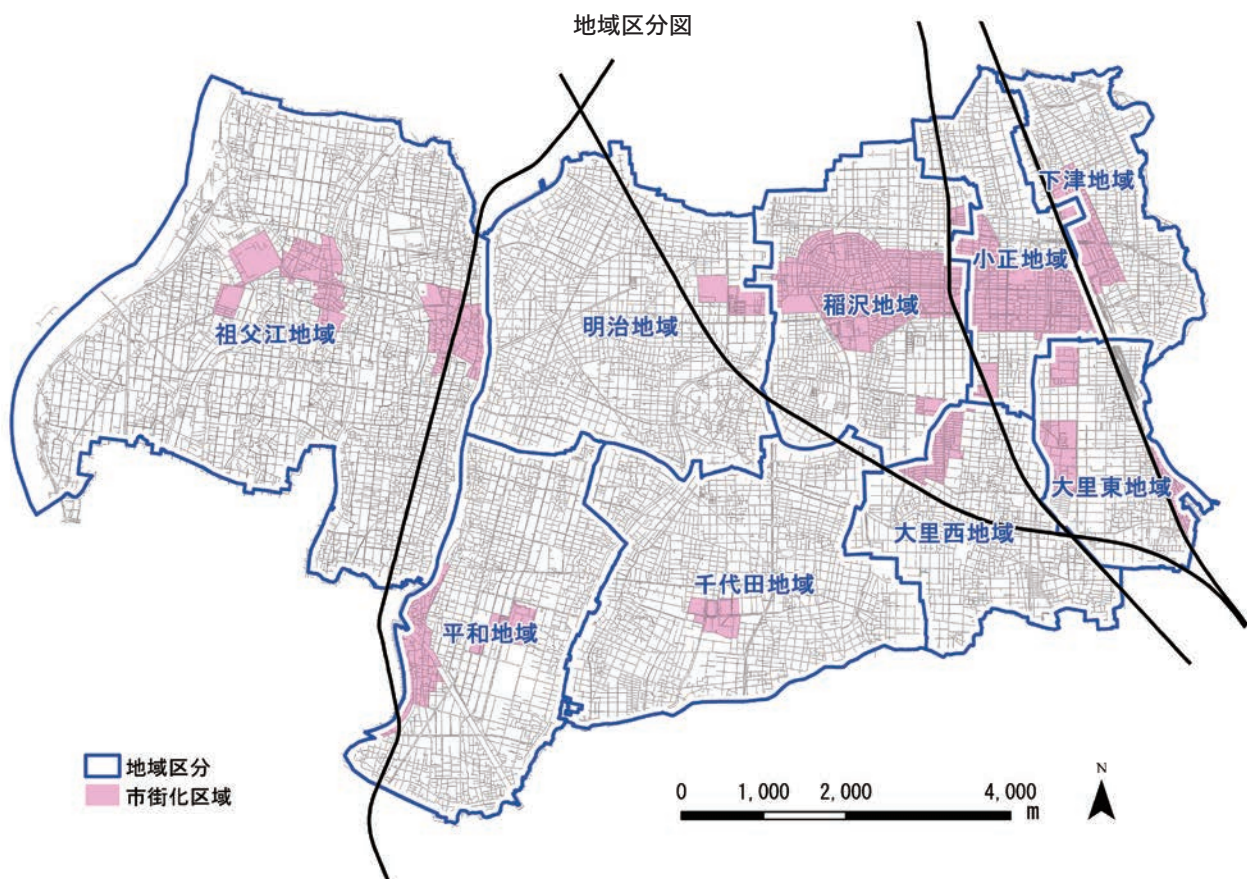 地域区分図
下津地域
小正地域
稲沢地域
明治地域
祖父江地域
大里東地域
大里西地域
千代田地域
平和地域
地域区分
市街化区域
0 1,000 2,000 4,000
m
N